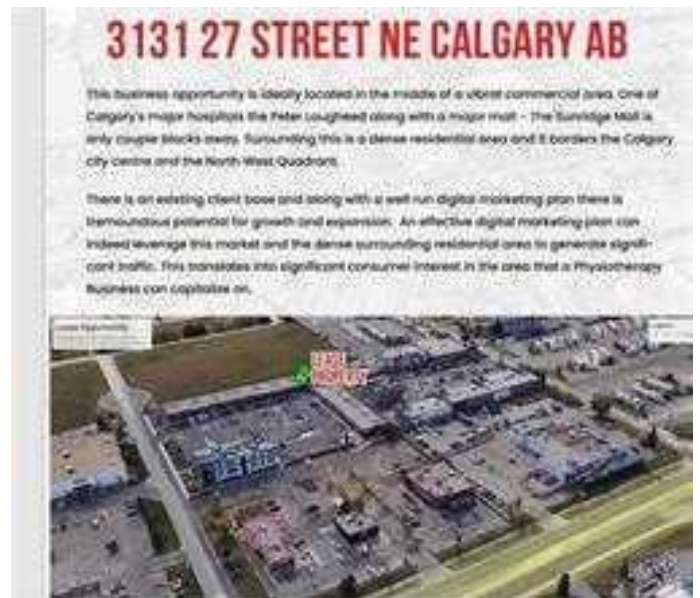 3131 27 STREET NE CALGARY AB
This business opportunity is ideally located in the middle of a vibrat commercial area. One of
Calgary's major hospitals the Peter Lougheed along with a major mall - The Sunridge Mall is
only couple blocks away. Surounding this is a dense residential area and it borders the Calgary
city centre and the North West Quadrant.
There is an existing client base and along with a well run digital marketing plan there is
tremoundous potential for growth and expansion. An effective digital marketing plan can
indeed leverage this market and the dense surrounding residential area to generate signifi-
cant traffic. This translates into significant consumer interest in the area that a Physiotherapy
Business can capitalize on.
PROPERTY